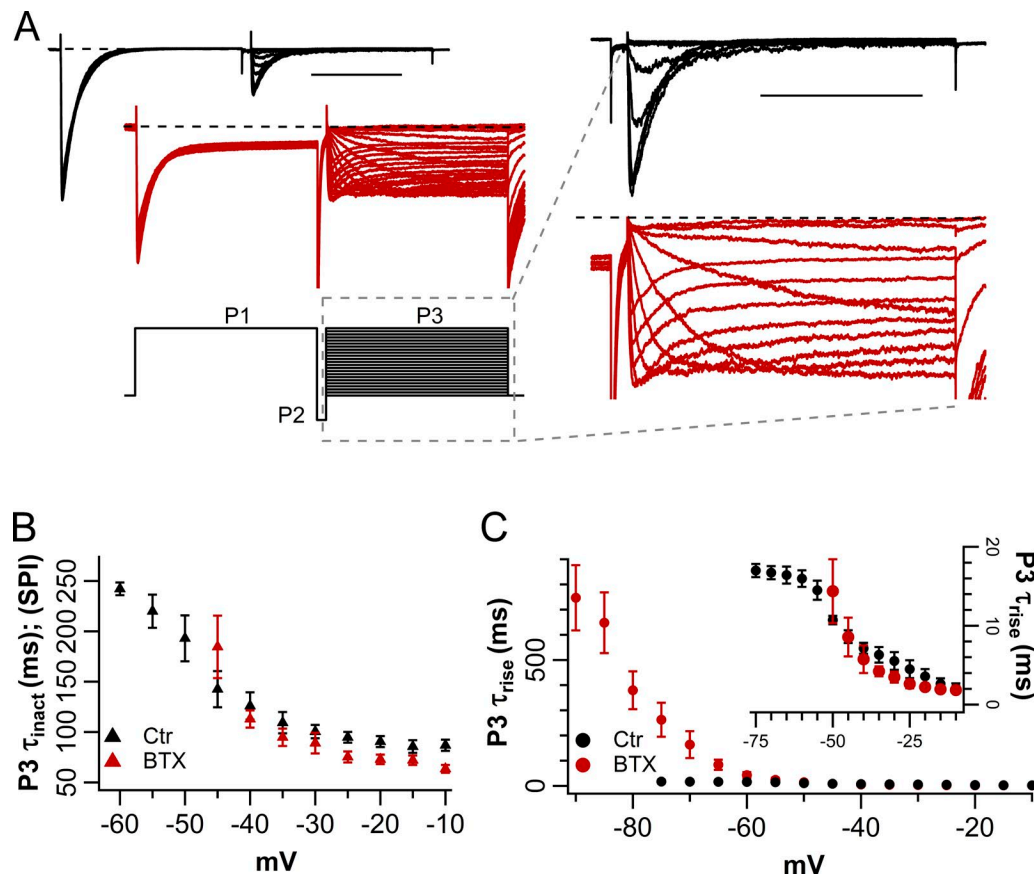 A
P1
P3
P2
B
P3 τinact (ms); (SPI)
250
200
150
100
50
Ctr
BTX
-60
-50
-40
-30
-20
-10
mV
C
P3 τrise (ms)
500
0
Ctr
BTX
-80
-60
-40
-20
mV
20
10
0
P3 τrise (ms)
-75
-50
-25